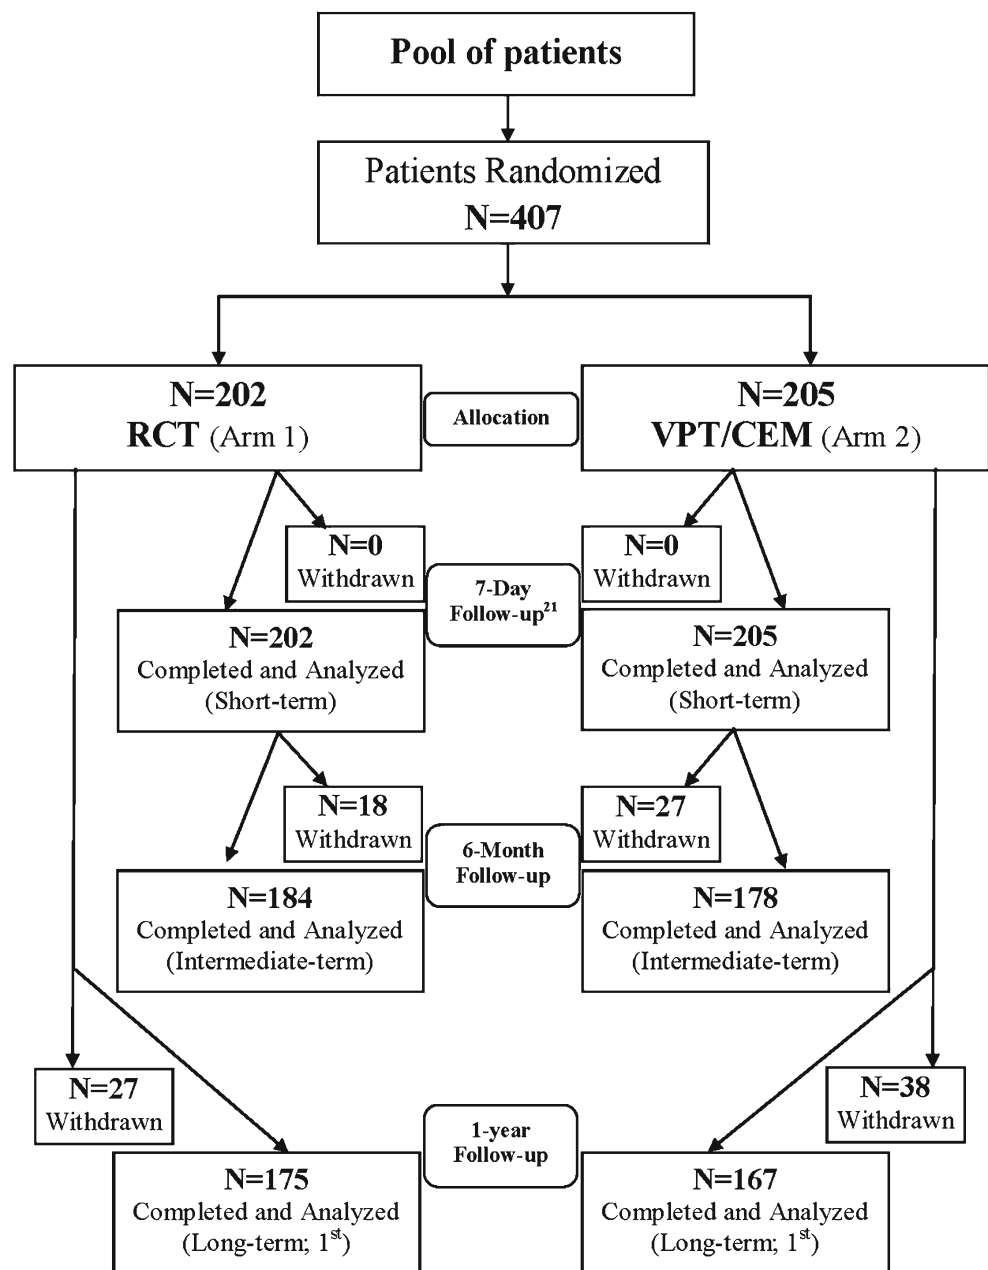 Pool of patients
Patients Randomized
N=407
N=202
RCT (Arm 1)
Allocation
N=205
VPT/CEM (Arm 2)
N=0
Withdrawn
7-Day
Follow-up21
N=0
Withdrawn
N=202
Completed and Analyzed
(Short-term)
N=205
Completed and Analyzed
(Short-term)
N=18
Withdrawn
6-Month
Follow-up
N=27
Withdrawn
N=184
Completed and Analyzed
(Intermediate-term)
N=178
Completed and Analyzed
(Intermediate-term)
N=27
Withdrawn
1-year
Follow-up
N=38
Withdrawn
N=175
Completed and Analyzed
(Long-term; 1st)
N=167
Completed and Analyzed
(Long-term; 1st)